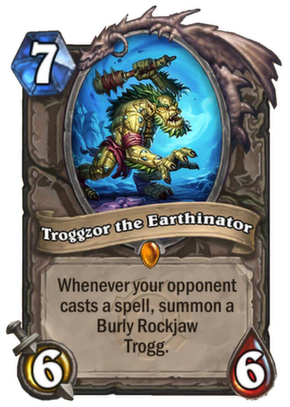 7
Troggzor the Earthinator
Whenever your opponent
casts a spell, summon a
Burly Rockjaw
Trogg.
6
6